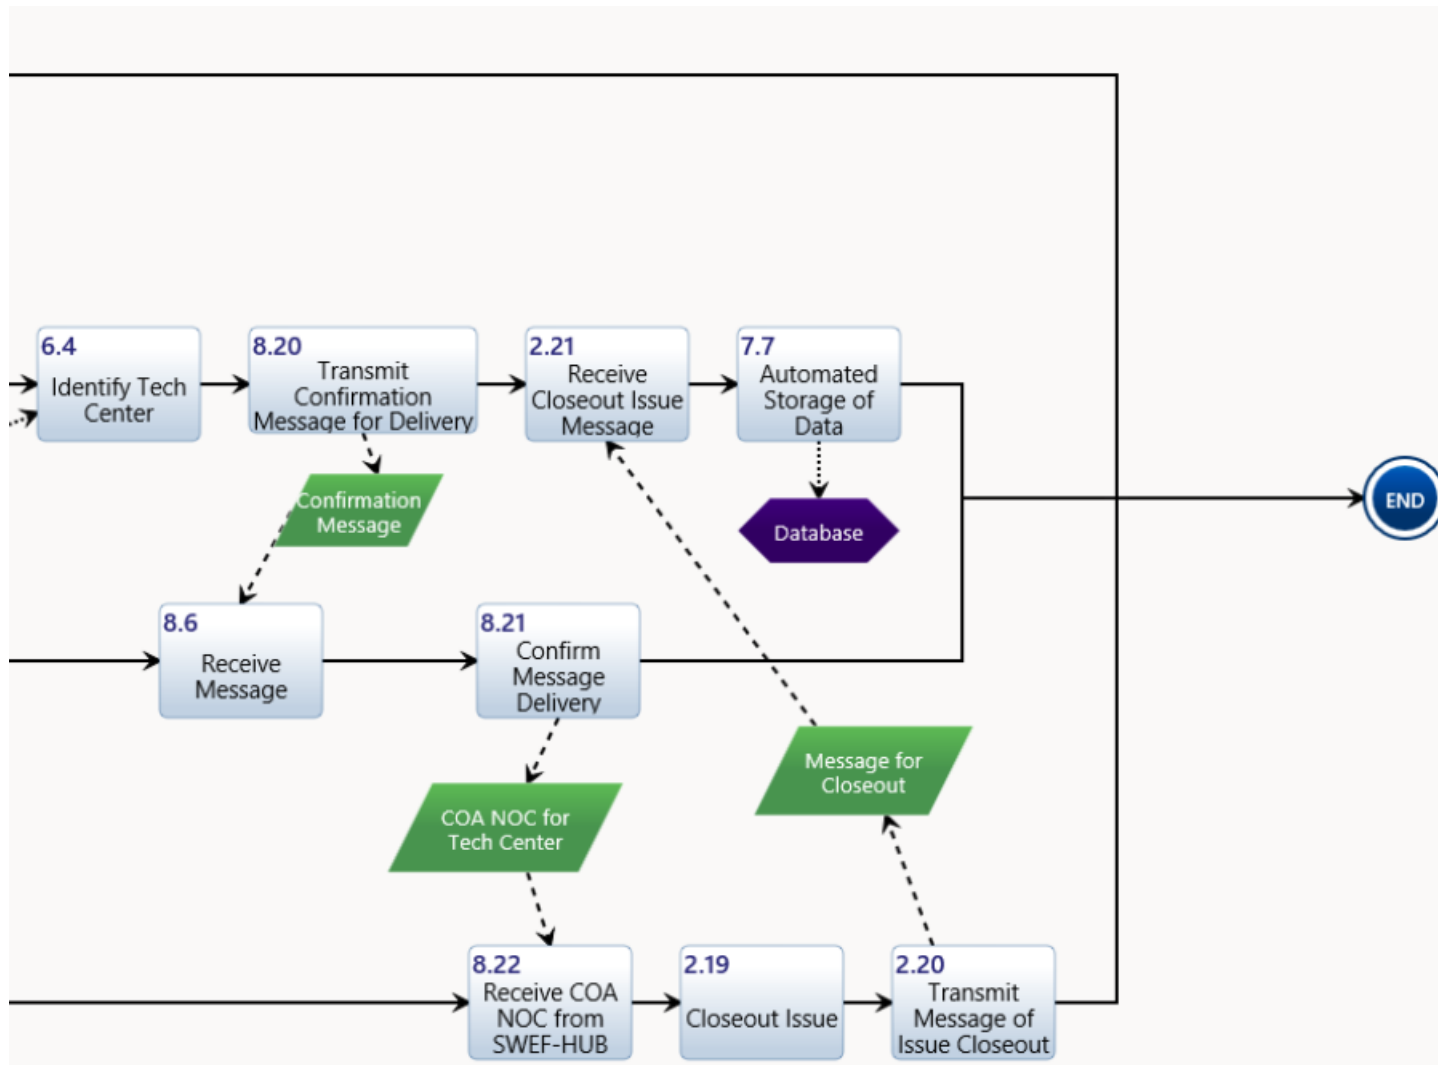 6.4
Identify Tech
Center
8.20
Transmit
Confirmation
Message for Delivery
2.21
Receive
Closeout Issue
Message
7.7
Automated
Storage of
Data
Confirmation
Message
Database
END
8.6
Receive
Message
8.21
Confirm
Message
Delivery
Message for
Closeout
COA NOC for
Tech Center
8.22
Receive COA
NOC from
SWEF-HUB
2.19
Closeout Issue
2.20
Transmit
Message of
Issue Closeout